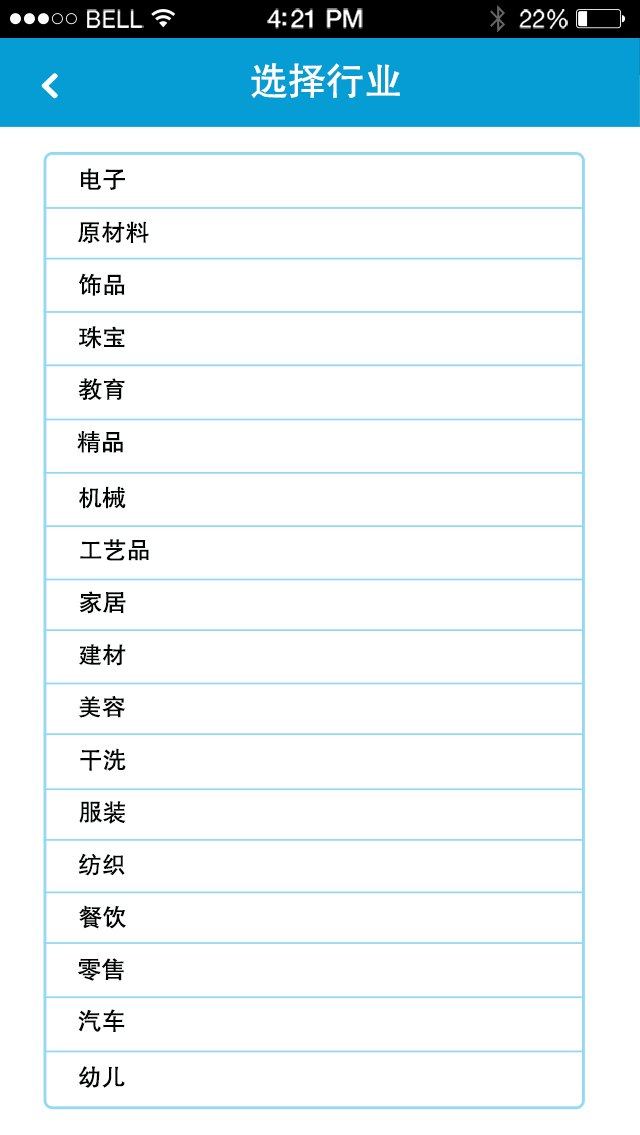 BELL 4:21 PM 22%
选择行业
电子
原材料
饰品
珠宝
教育
精品
机械
工艺品
家居
建材
美容
干洗
服装
纺织
餐饮
零售
汽车
幼儿